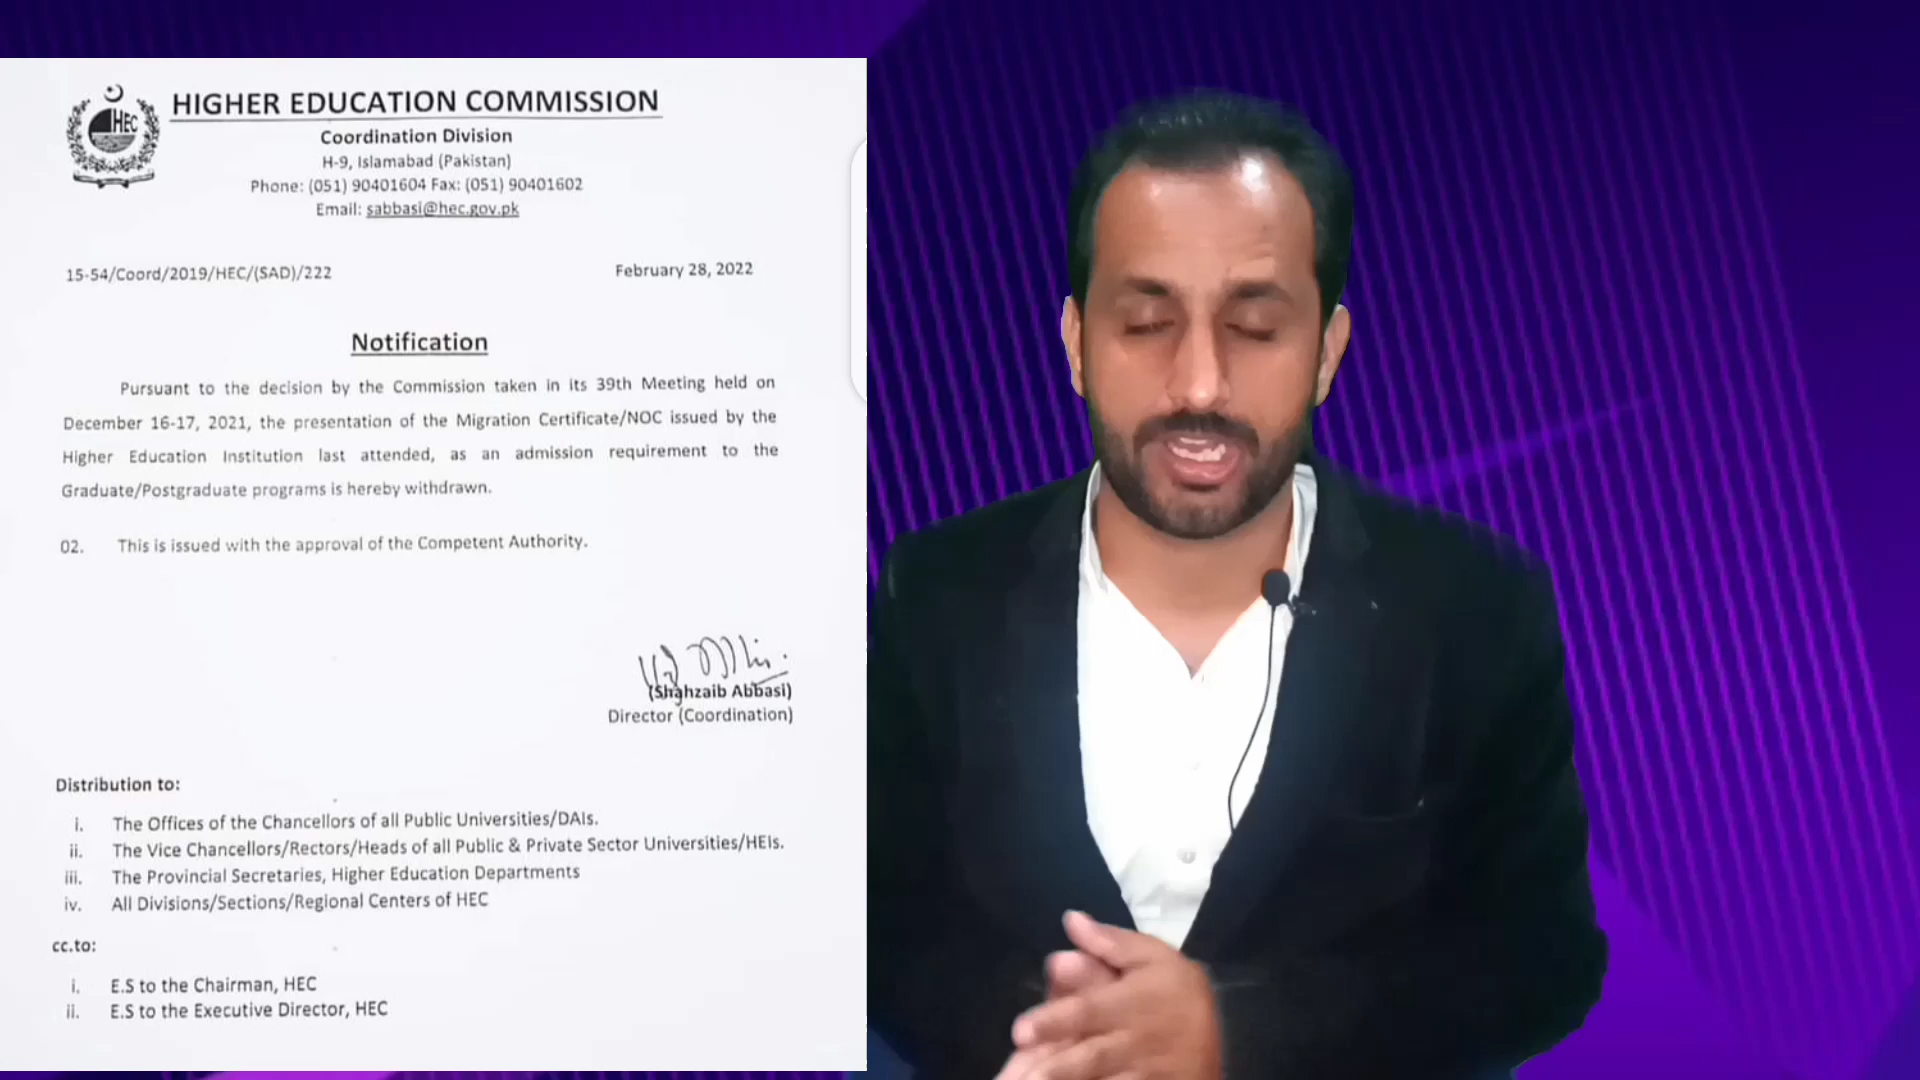 HEC
HIGHER EDUCATION COMMISSION
Coordination Division
H-9, Islamabad (Pakistan)
Phone: (051) 90401604 Fax: (051) 90401602
Email: sabbasi@hec.gov.pk
15-54/Coord/2019/HEC/(SAD)/222
February 28, 2022
Notification
Pursuant to the decision by the Commission taken in its 39th Meeting held on
December 16-17, 2021, the presentation of the Migration Certificate/NOC issued by the
Higher Education Institution last attended, as an admission requirement to the
Graduate/Postgraduate programs is hereby withdrawn.
02. This is issued with the approval of the Competent Authority.
(Shahzaib Abbasi)
Director (Coordination)
Distribution to:
i. The Offices of the Chancellors of all Public Universities/DAIs.
ii. The Vice Chancellors/Rectors/Heads of all Public & Private Sector Universities/HEIs.
iii. The Provincial Secretaries, Higher Education Departments
iv. All Divisions/Sections/Regional Centers of HEC
cc.to:
i. E.S to the Chairman, HEC
ii. E.S to the Executive Director, HEC